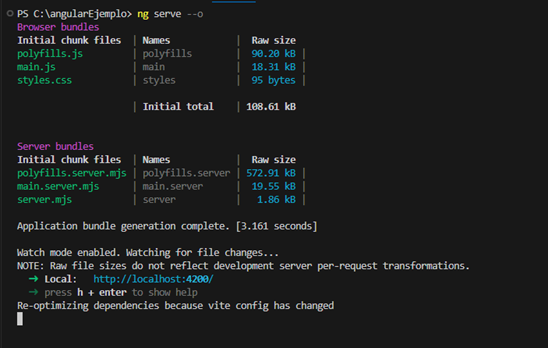 PS C:\angularEjemplo> ng serve --o
Browser bundles
Initial chunk files | Names | Raw size
polyfills.js | polyfills | 90.20 kB |
main.js | main | 18.31 kB |
styles.css | styles | 95 bytes |
| Initial total | 108.61 kB
Server bundles
Initial chunk files | Names | Raw size
polyfills.server.mjs | polyfills.server | 572.91 kB |
main.server.mjs | main.server | 19.55 kB |
server.mjs | server | 1.86 kB |
Application bundle generation complete. [3.161 seconds]
Watch mode enabled. Watching for file changes...
NOTE: Raw file sizes do not reflect development server per-request transformations.
➜ Local: http://localhost:4200/
➜ press h + enter to show help
Re-optimizing dependencies because vite config has changed